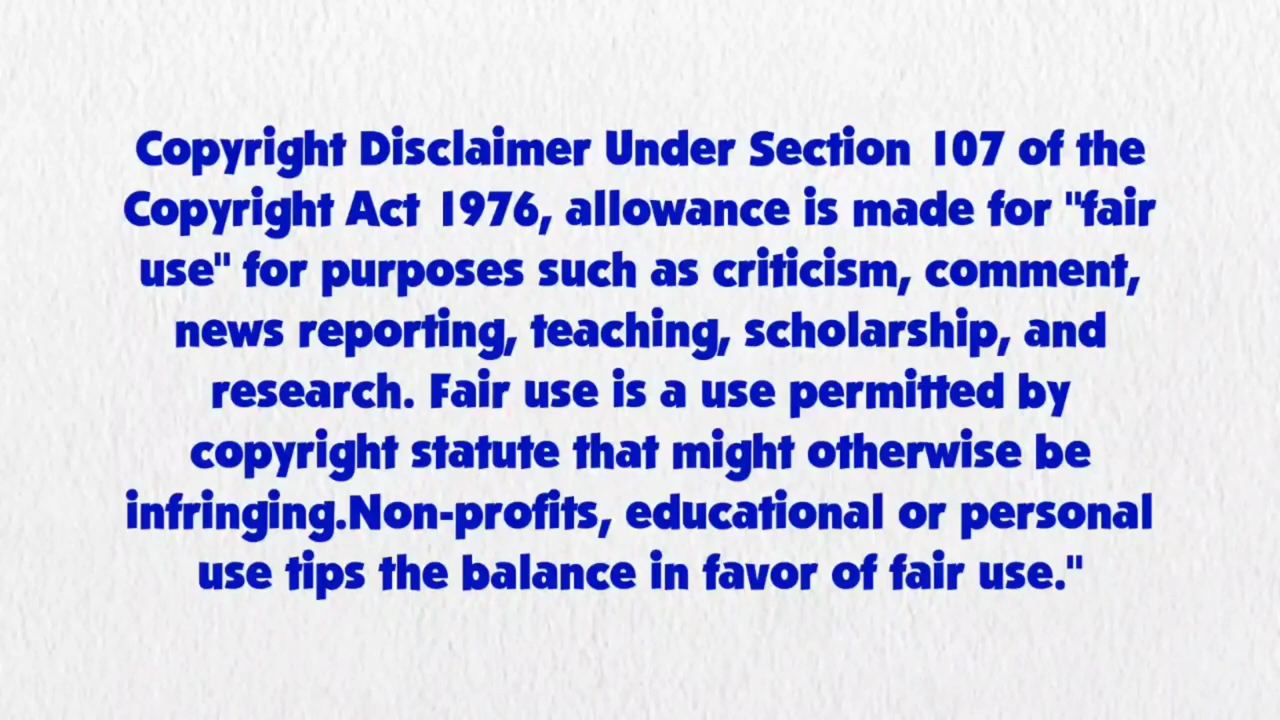 Copyright Disclaimer Under Section 107 of the
Copyright Act 1976, allowance is made for "fair
use" for purposes such as criticism, comment,
news reporting, teaching, scholarship, and
research. Fair use is a use permitted by
copyright statute that might otherwise be
infringing.Non-profits, educational or personal
use tips the balance in favor of fair use."